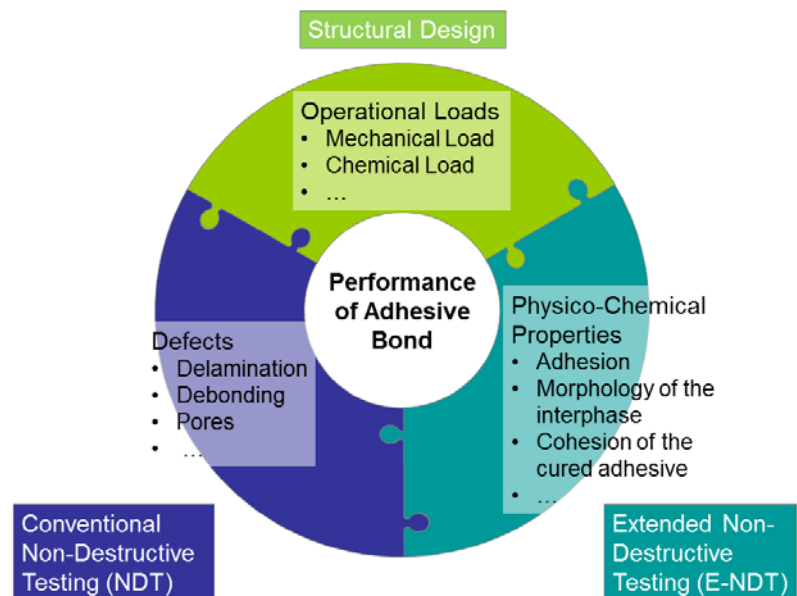 Structural Design
Operational Loads
• Mechanical Load
• Chemical Load
• ...
Performance
of Adhesive
Bond
Physico-Chemical
Properties
• Adhesion
• Morphology of the
interphase
• Cohesion of the
cured adhesive
• ...
Defects
• Delamination
• Debonding
• Pores
• ...
Conventional
Non-Destructive
Testing (NDT)
Extended Non-
Destructive
Testing (E-NDT)